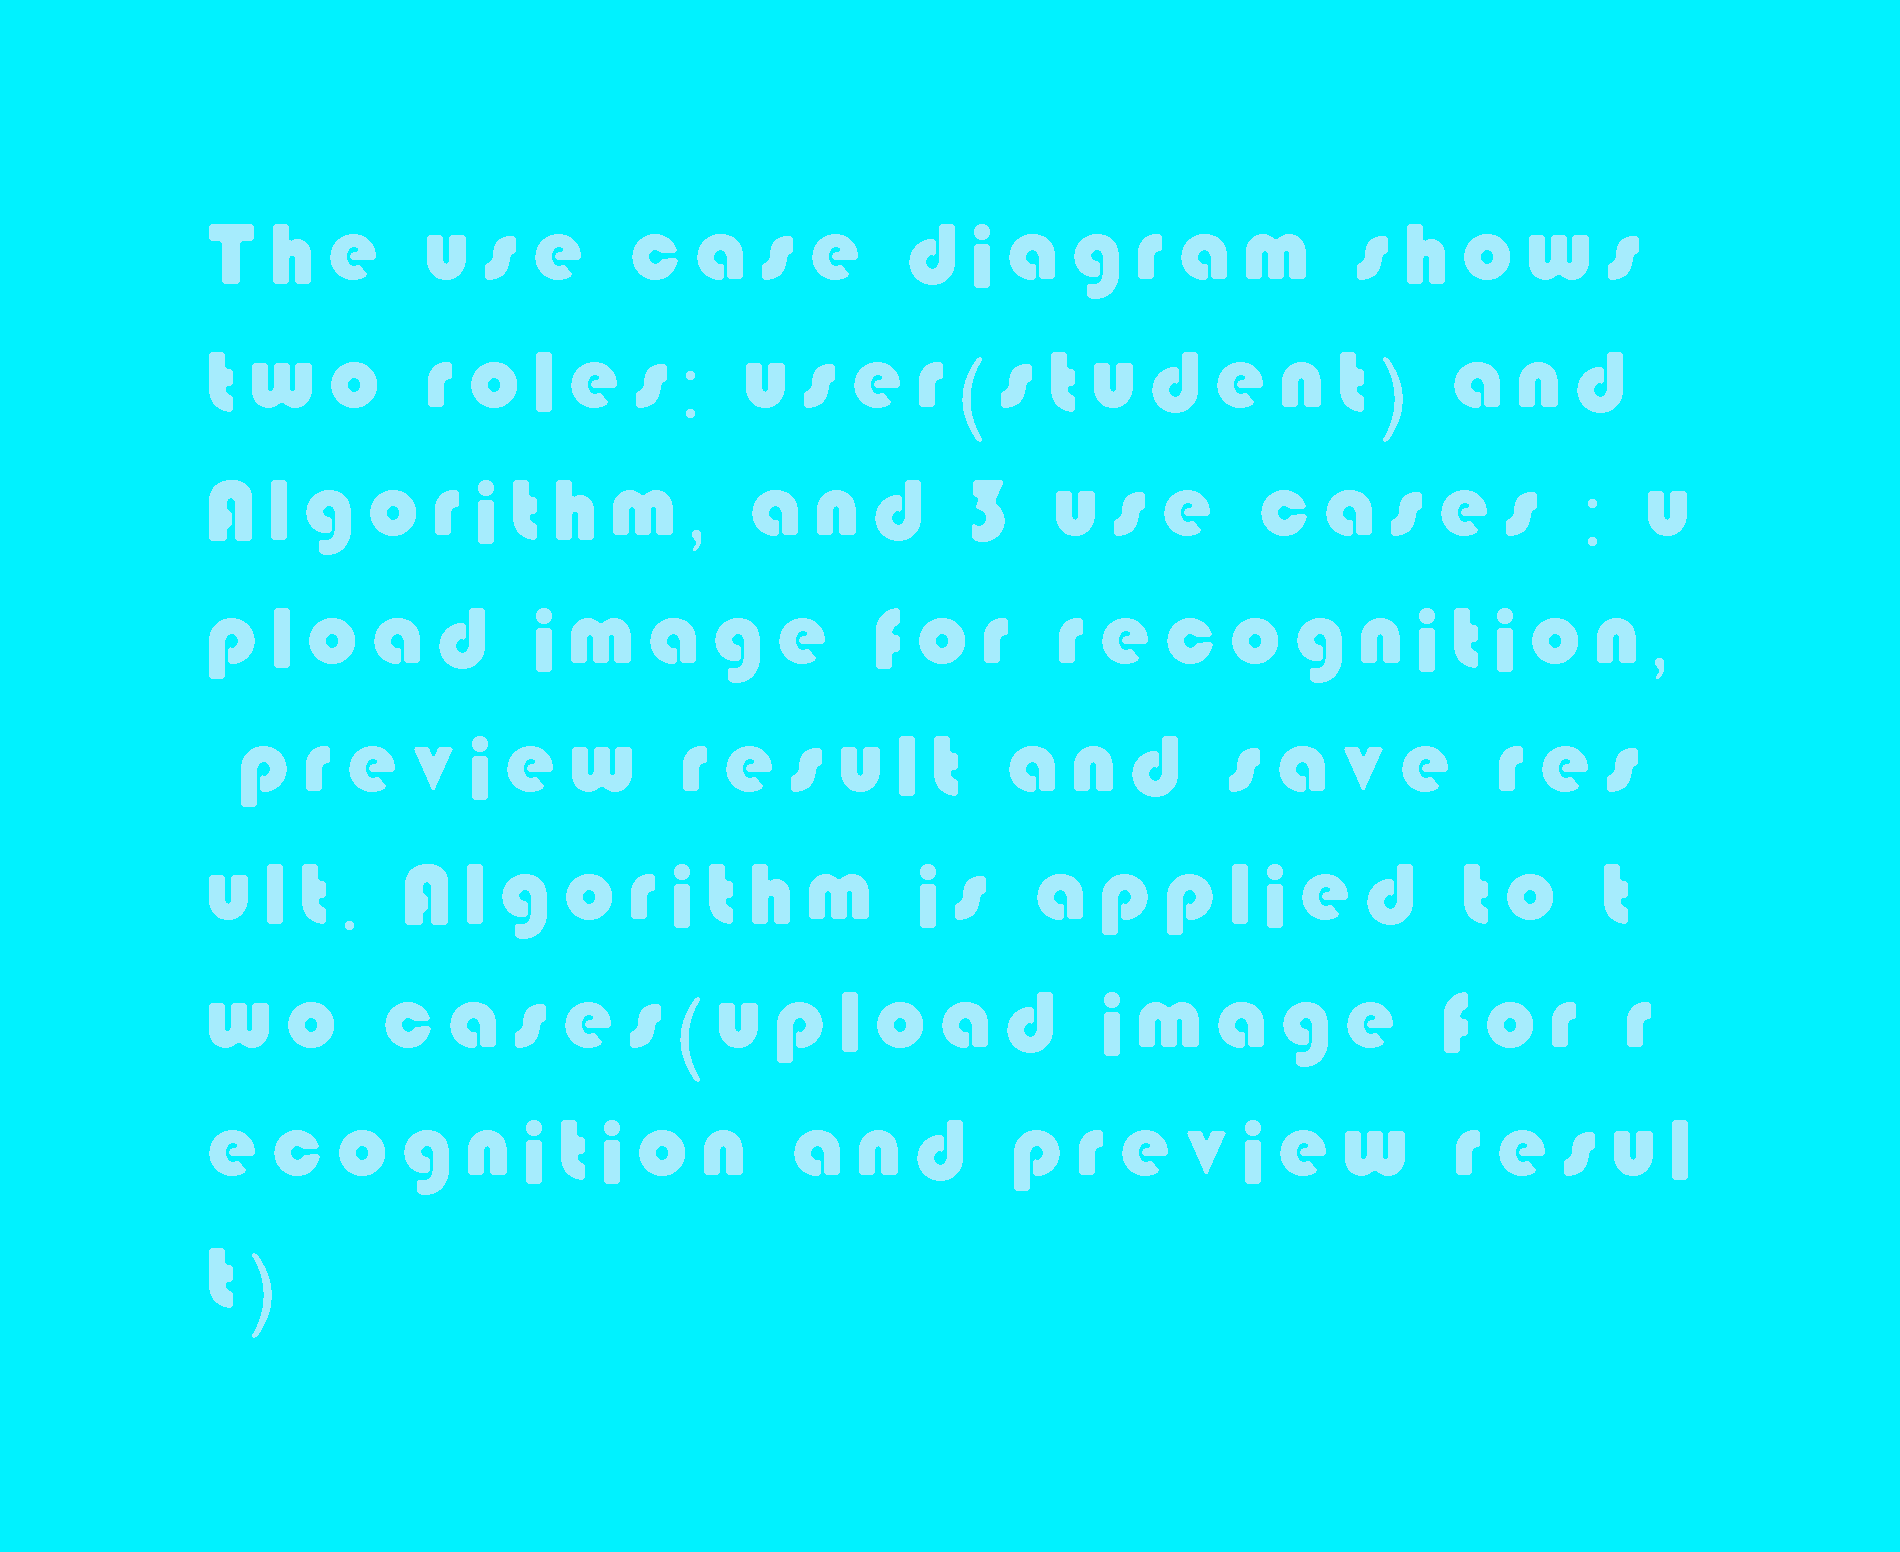 The use case diagram shows
two roles: user(student) and
Algorithm, and 3 use cases : u
pload image for recognition,
preview result and save res
ult. Algorithm is applied to t
wo cases(upload image for r
ecognition and preview resul
t)